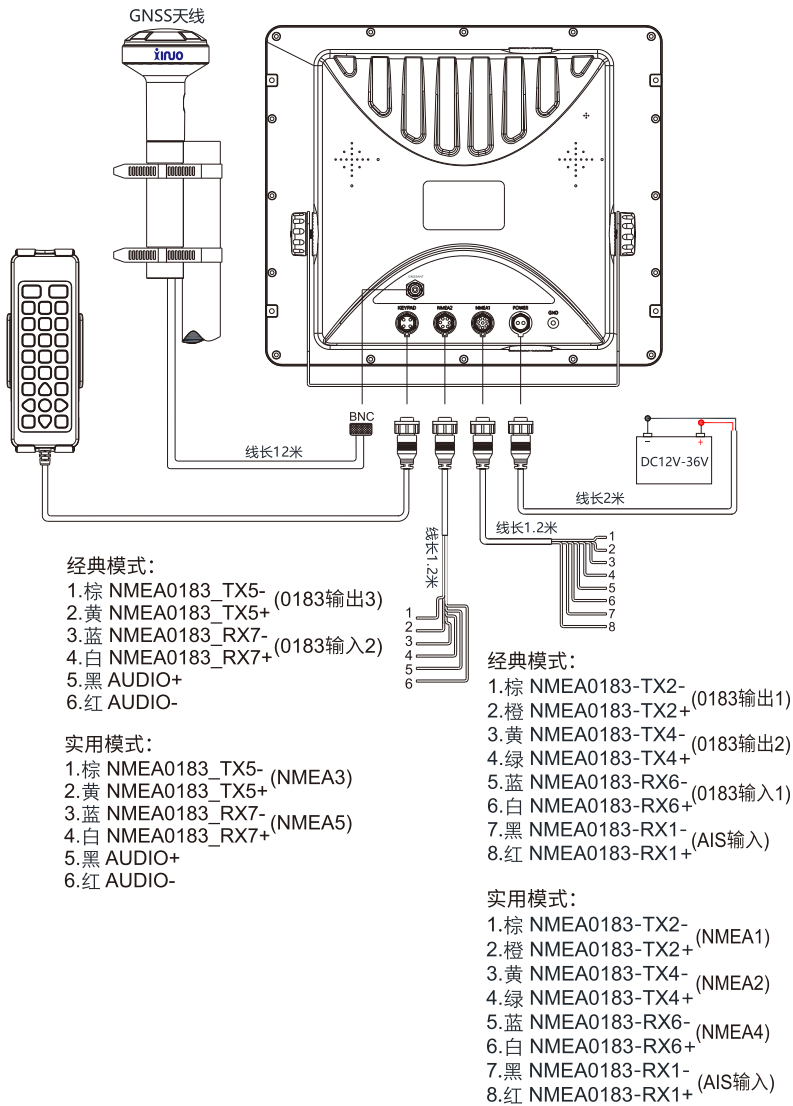 GNSS天线
xinuo
GNSS/ANT
KEYPAD
NMEA2
NMEA1
POWER
GND
BNC
线长12米
DC12V-36V
-
+
线长2米
线长1.2米
线长1.2米
1
2
3
4
5
6
7
8
1
2
3
4
5
6
经典模式：
1.棕 NMEA0183_TX5-
2.黄 NMEA0183_TX5+
(0183输出3)
3.蓝 NMEA0183_RX7-
4.白 NMEA0183_RX7+
(0183输入2)
5.黑 AUDIO+
6.红 AUDIO-
实用模式：
1.棕 NMEA0183_TX5-
2.黄 NMEA0183_TX5+
(NMEA3)
3.蓝 NMEA0183_RX7-
4.白 NMEA0183_RX7+
(NMEA5)
5.黑 AUDIO+
6.红 AUDIO-
经典模式：
1.棕 NMEA0183-TX2-
2.橙 NMEA0183-TX2+
(0183输出1)
3.黄 NMEA0183-TX4-
4.绿 NMEA0183-TX4+
(0183输出2)
5.蓝 NMEA0183-RX6-
6.白 NMEA0183-RX6+
(0183输入1)
7.黑 NMEA0183-RX1-
8.红 NMEA0183-RX1+
(AIS输入)
实用模式：
1.棕 NMEA0183-TX2-
2.橙 NMEA0183-TX2+
(NMEA1)
3.黄 NMEA0183-TX4-
4.绿 NMEA0183-TX4+
(NMEA2)
5.蓝 NMEA0183-RX6-
6.白 NMEA0183-RX6+
(NMEA4)
7.黑 NMEA0183-RX1-
8.红 NMEA0183-RX1+
(AIS输入)